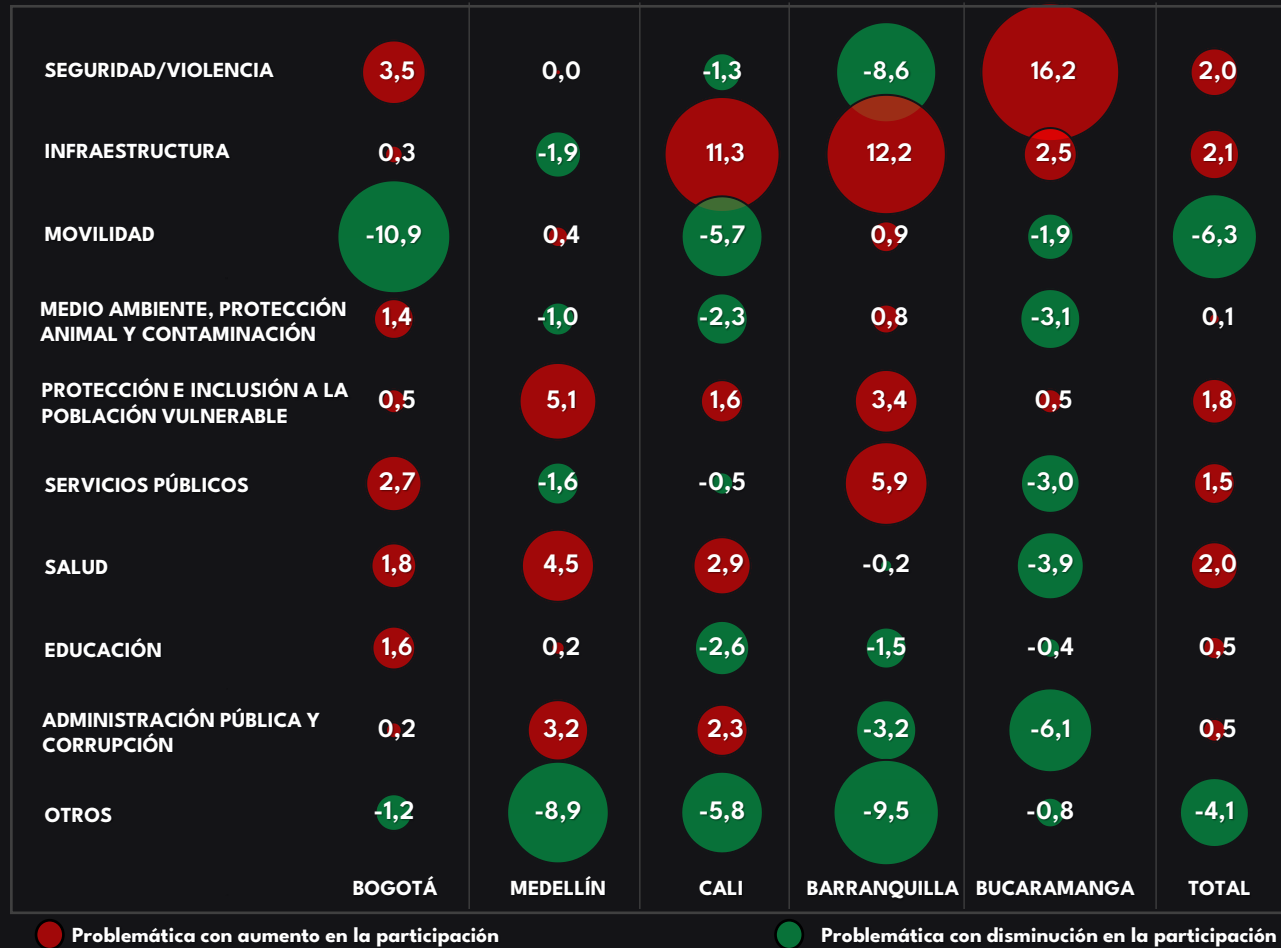 SEGURIDAD/VIOLENCIA 3,5 0,0 -1,3 -8,6 16,2 2,0
INFRAESTRUCTURA 0,3 -1,9 11,3 12,2 2,5 2,1
MOVILIDAD -10,9 0,4 -5,7 0,9 -1,9 -6,3
MEDIO AMBIENTE, PROTECCIÓN
ANIMAL Y CONTAMINACIÓN 1,4 -1,0 -2,3 0,8 -3,1 0,1
PROTECCIÓN E INCLUSIÓN A LA
POBLACIÓN VULNERABLE 0,5 5,1 1,6 3,4 0,5 1,8
SERVICIOS PÚBLICOS 2,7 -1,6 -0,5 5,9 -3,0 1,5
SALUD 1,8 4,5 2,9 -0,2 -3,9 2,0
EDUCACIÓN 1,6 0,2 -2,6 -1,5 -0,4 0,5
ADMINISTRACIÓN PÚBLICA Y
CORRUPCIÓN 0,2 3,2 2,3 -3,2 -6,1 0,5
OTROS -1,2 -8,9 -5,8 -9,5 -0,8 -4,1
BOGOTÁ MEDELLÍN CALI BARRANQUILLA BUCARAMANGA TOTAL
Problemática con aumento en la participación Problemática con disminución en la participación